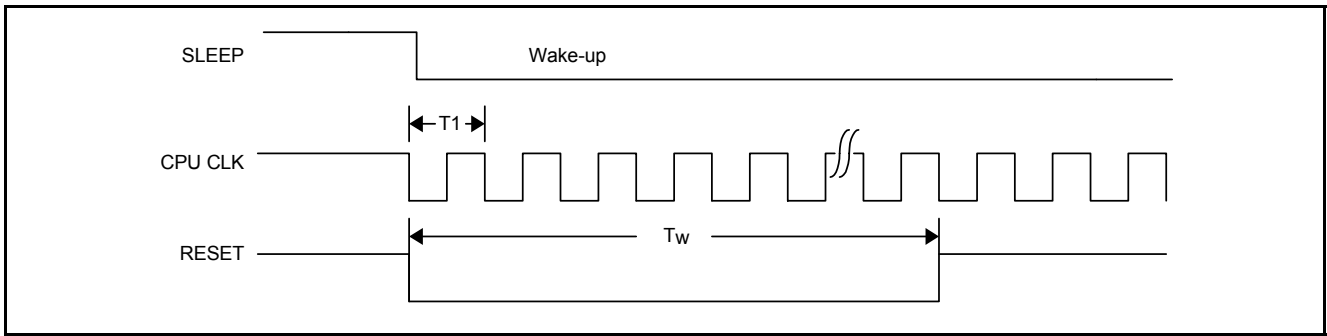 SLEEP
Wake-up
T1
CPU CLK
TW
RESET